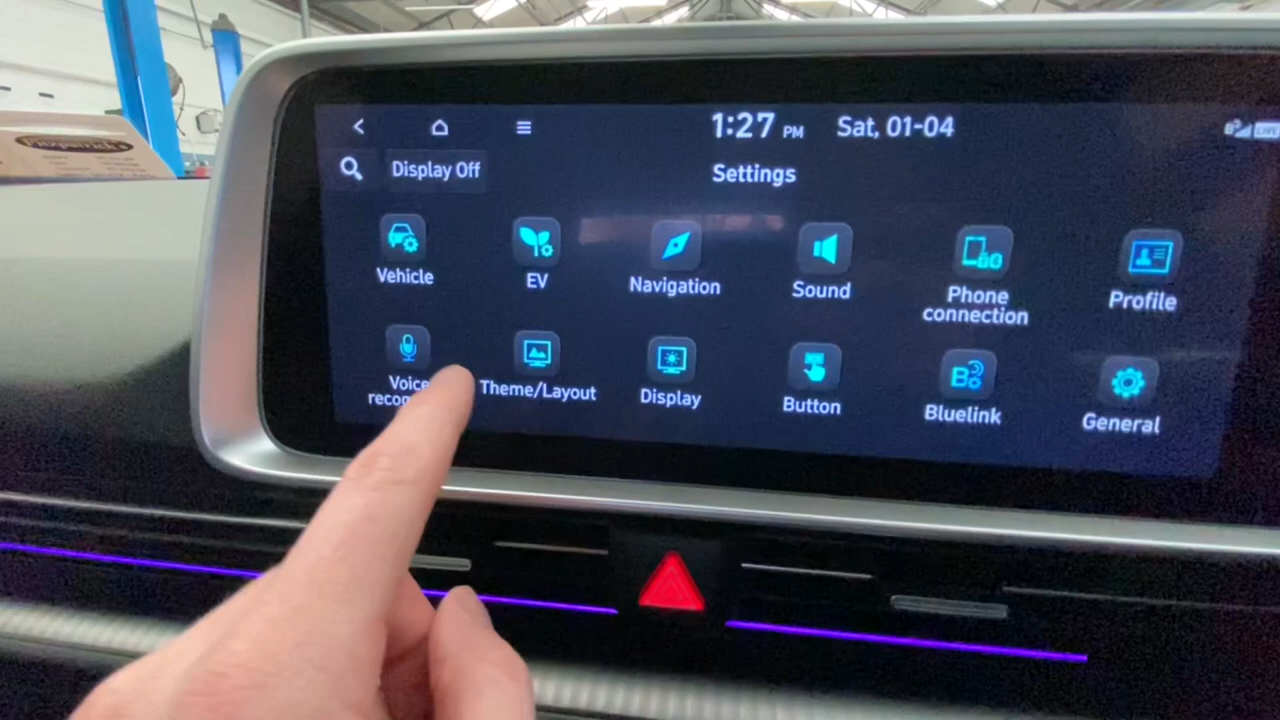 1:27 PM Sat, 01-04
LIVE
Display Off
Settings
Vehicle
EV
Navigation
Sound
Phone
connection
Profile
Voice
Theme/Layout
Display
Button
Bluelink
General